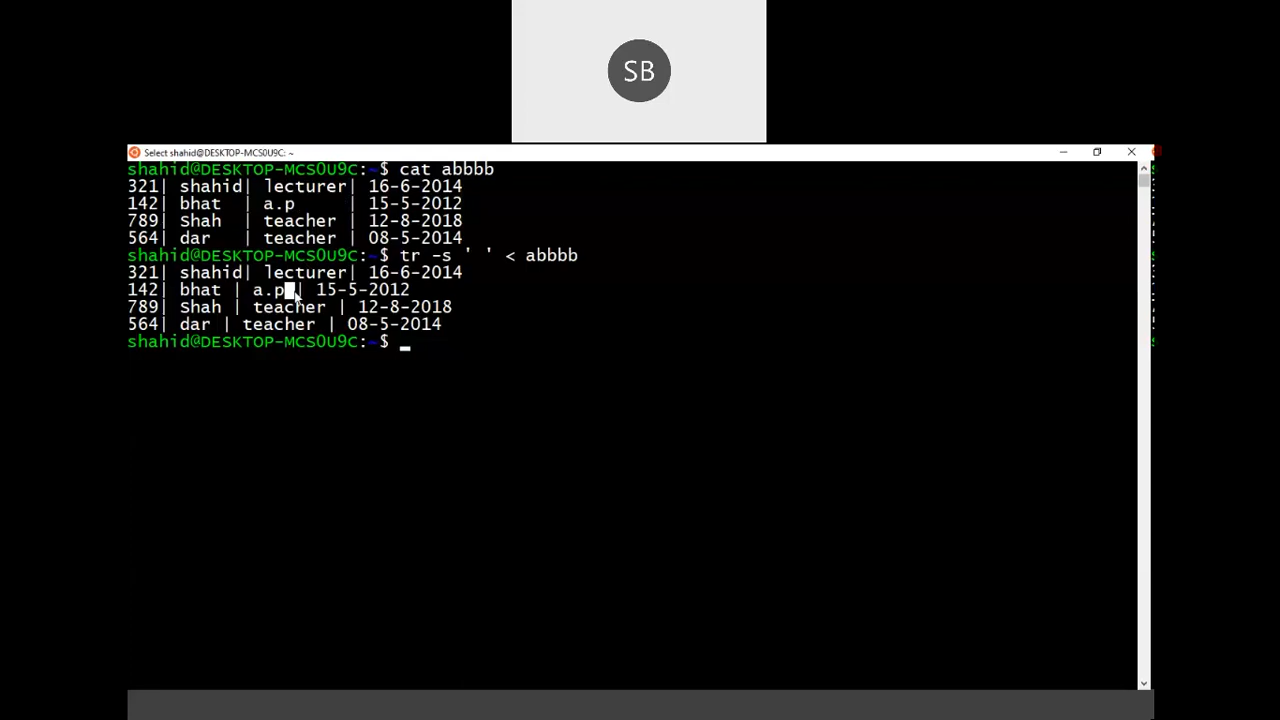 SB
Select shahid@DESKTOP-MCS0U9C: ~
shahid@DESKTOP-MCS0U9C:~$ cat abbbb
321| shahid| lecturer| 16-6-2014
142| bhat  | a.p     | 15-5-2012
789| Shah  | teacher | 12-8-2018
564| dar   | teacher | 08-5-2014
shahid@DESKTOP-MCS0U9C:~$ tr -s ' ' < abbbb
321| shahid| lecturer| 16-6-2014
142| bhat | a.p | 15-5-2012
789| Shah | teacher | 12-8-2018
564| dar | teacher | 08-5-2014
shahid@DESKTOP-MCS0U9C:~$